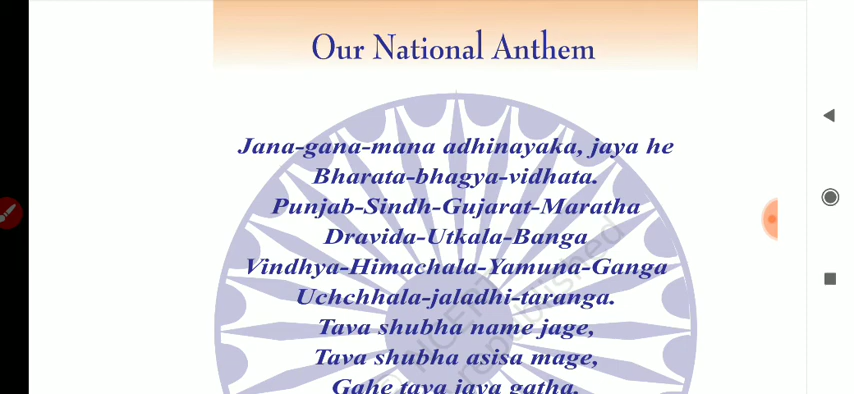 Our National Anthem
Jana-gana-mana adhinayaka, jaya he
Bharata-bhagya-vidhata.
Punjab-Sindh-Gujarat-Maratha
Dravida-Utkala-Banga
Vindhya-Himachala-Yamuna-Ganga
Uchchhala-jaladhi-taranga.
Tava shubha name jage,
Tava shubha asisa mage,
Gahe tava jaya gatha.
© NCERT
republished